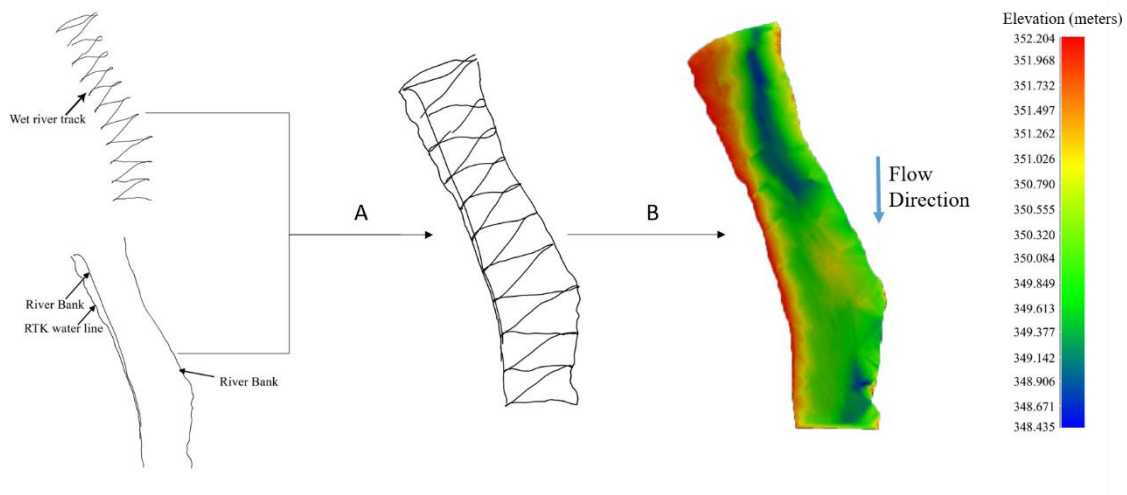 Wet river track
River Bank
RTK water line
River Bank
A
B
Flow
Direction
Elevation (meters)
352.204
351.968
351.732
351.497
351.262
351.026
350.790
350.555
350.320
350.084
349.849
349.613
349.377
349.142
348.906
348.671
348.435